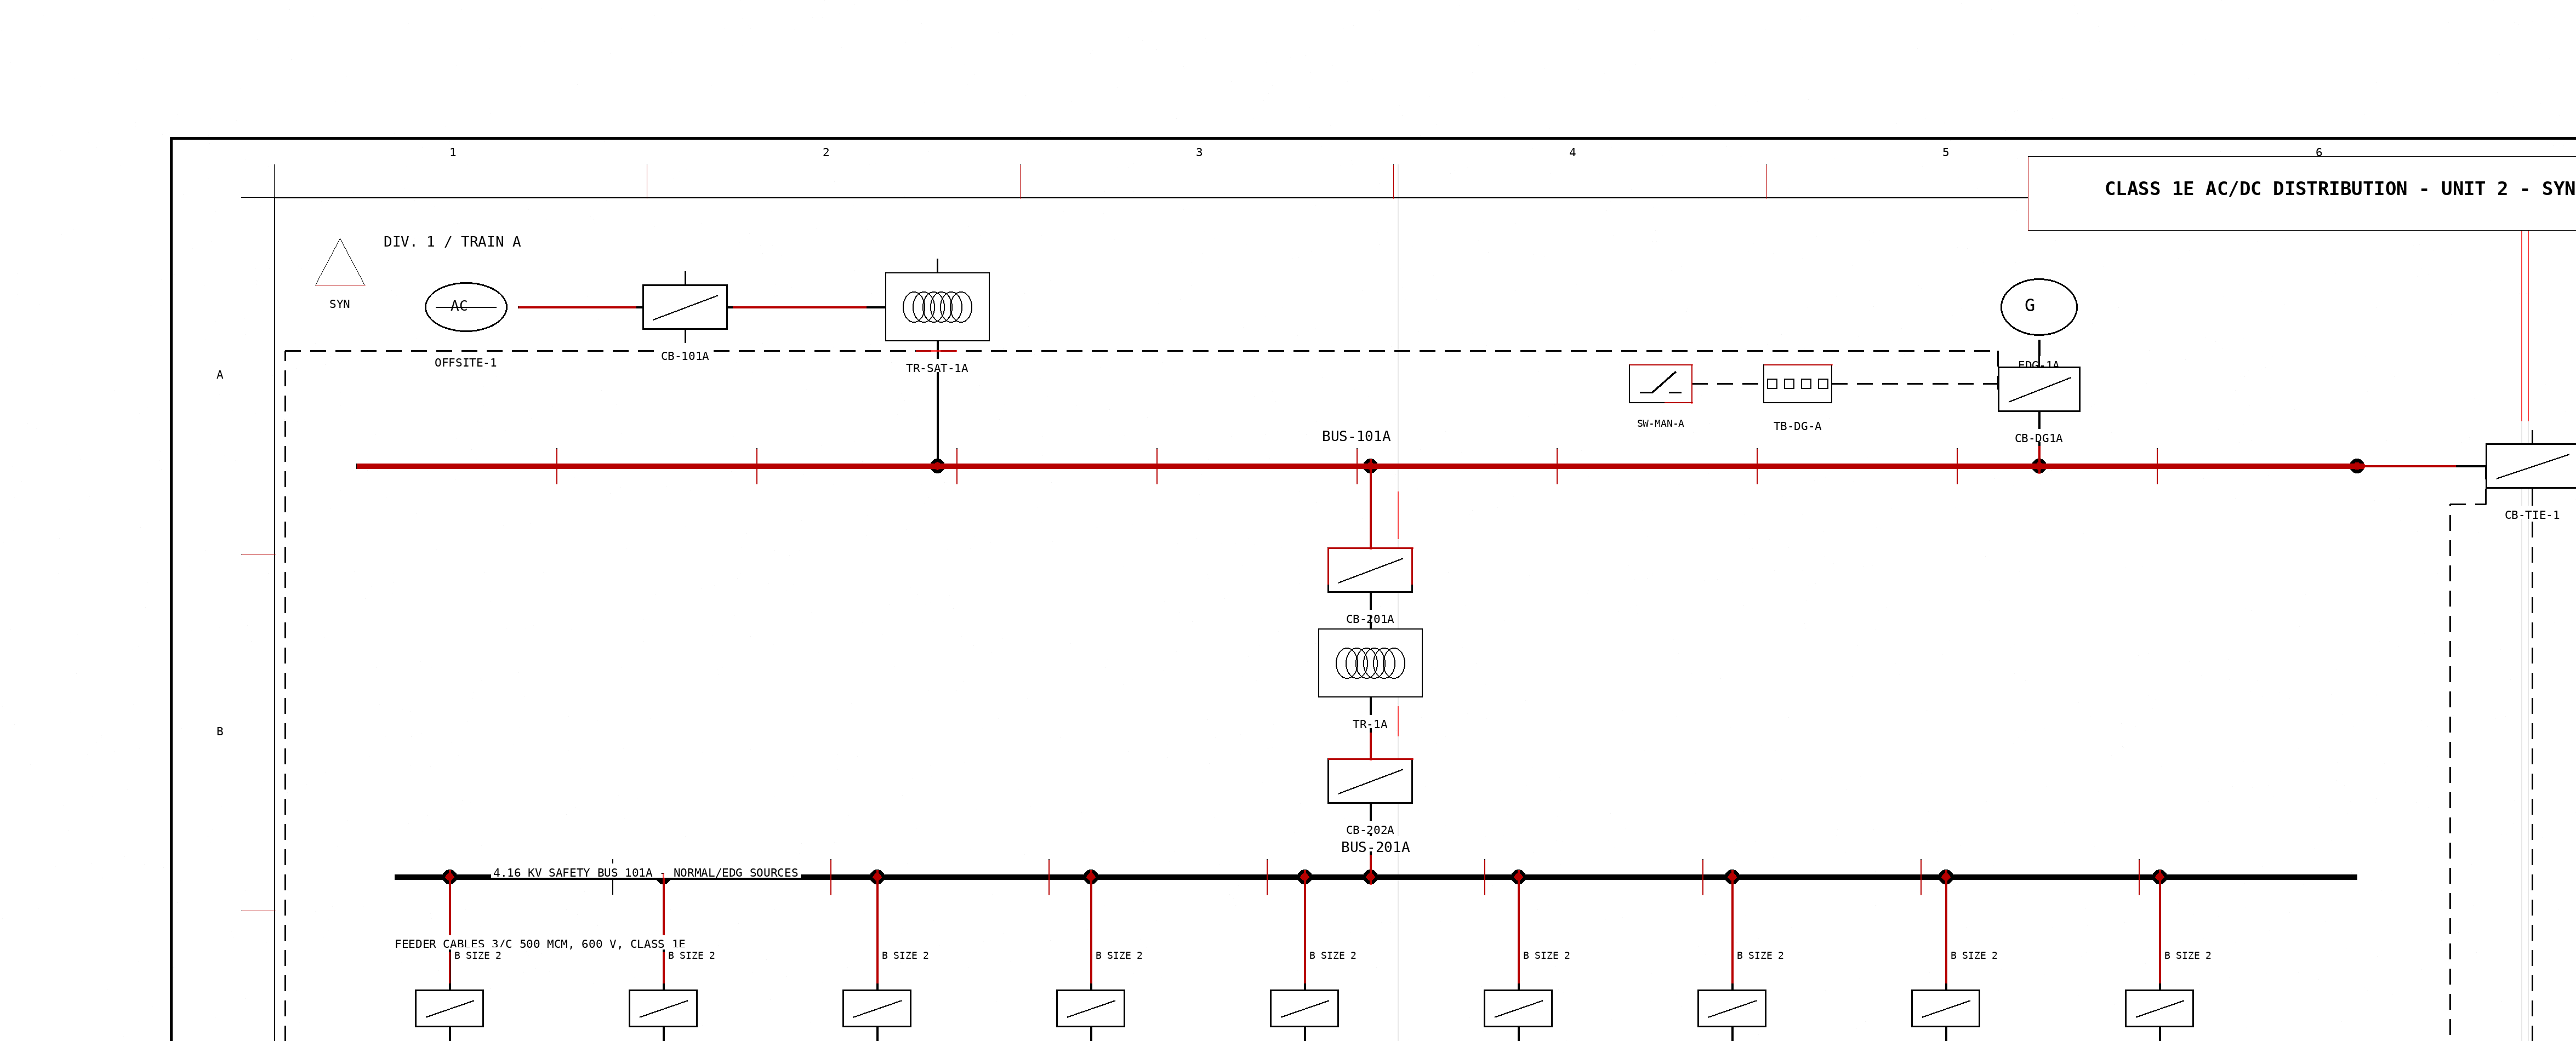 1 2 3 4 5 6
CLASS 1E AC/DC DISTRIBUTION - UNIT 2 - SYN
DIV. 1 / TRAIN A
SYN
AC
G
OFFSITE-1
CB-101A
TR-SAT-1A
EDG-1A
A
SW-MAN-A
TB-DG-A
CB-DG1A
BUS-101A
CB-TIE-1
CB-201A
TR-1A
B
CB-202A
BUS-201A
4.16 KV SAFETY BUS 101A - NORMAL/EDG SOURCES
FEEDER CABLES 3/C 500 MCM, 600 V, CLASS 1E
B SIZE 2 B SIZE 2 B SIZE 2 B SIZE 2 B SIZE 2 B SIZE 2 B SIZE 2 B SIZE 2 B SIZE 2